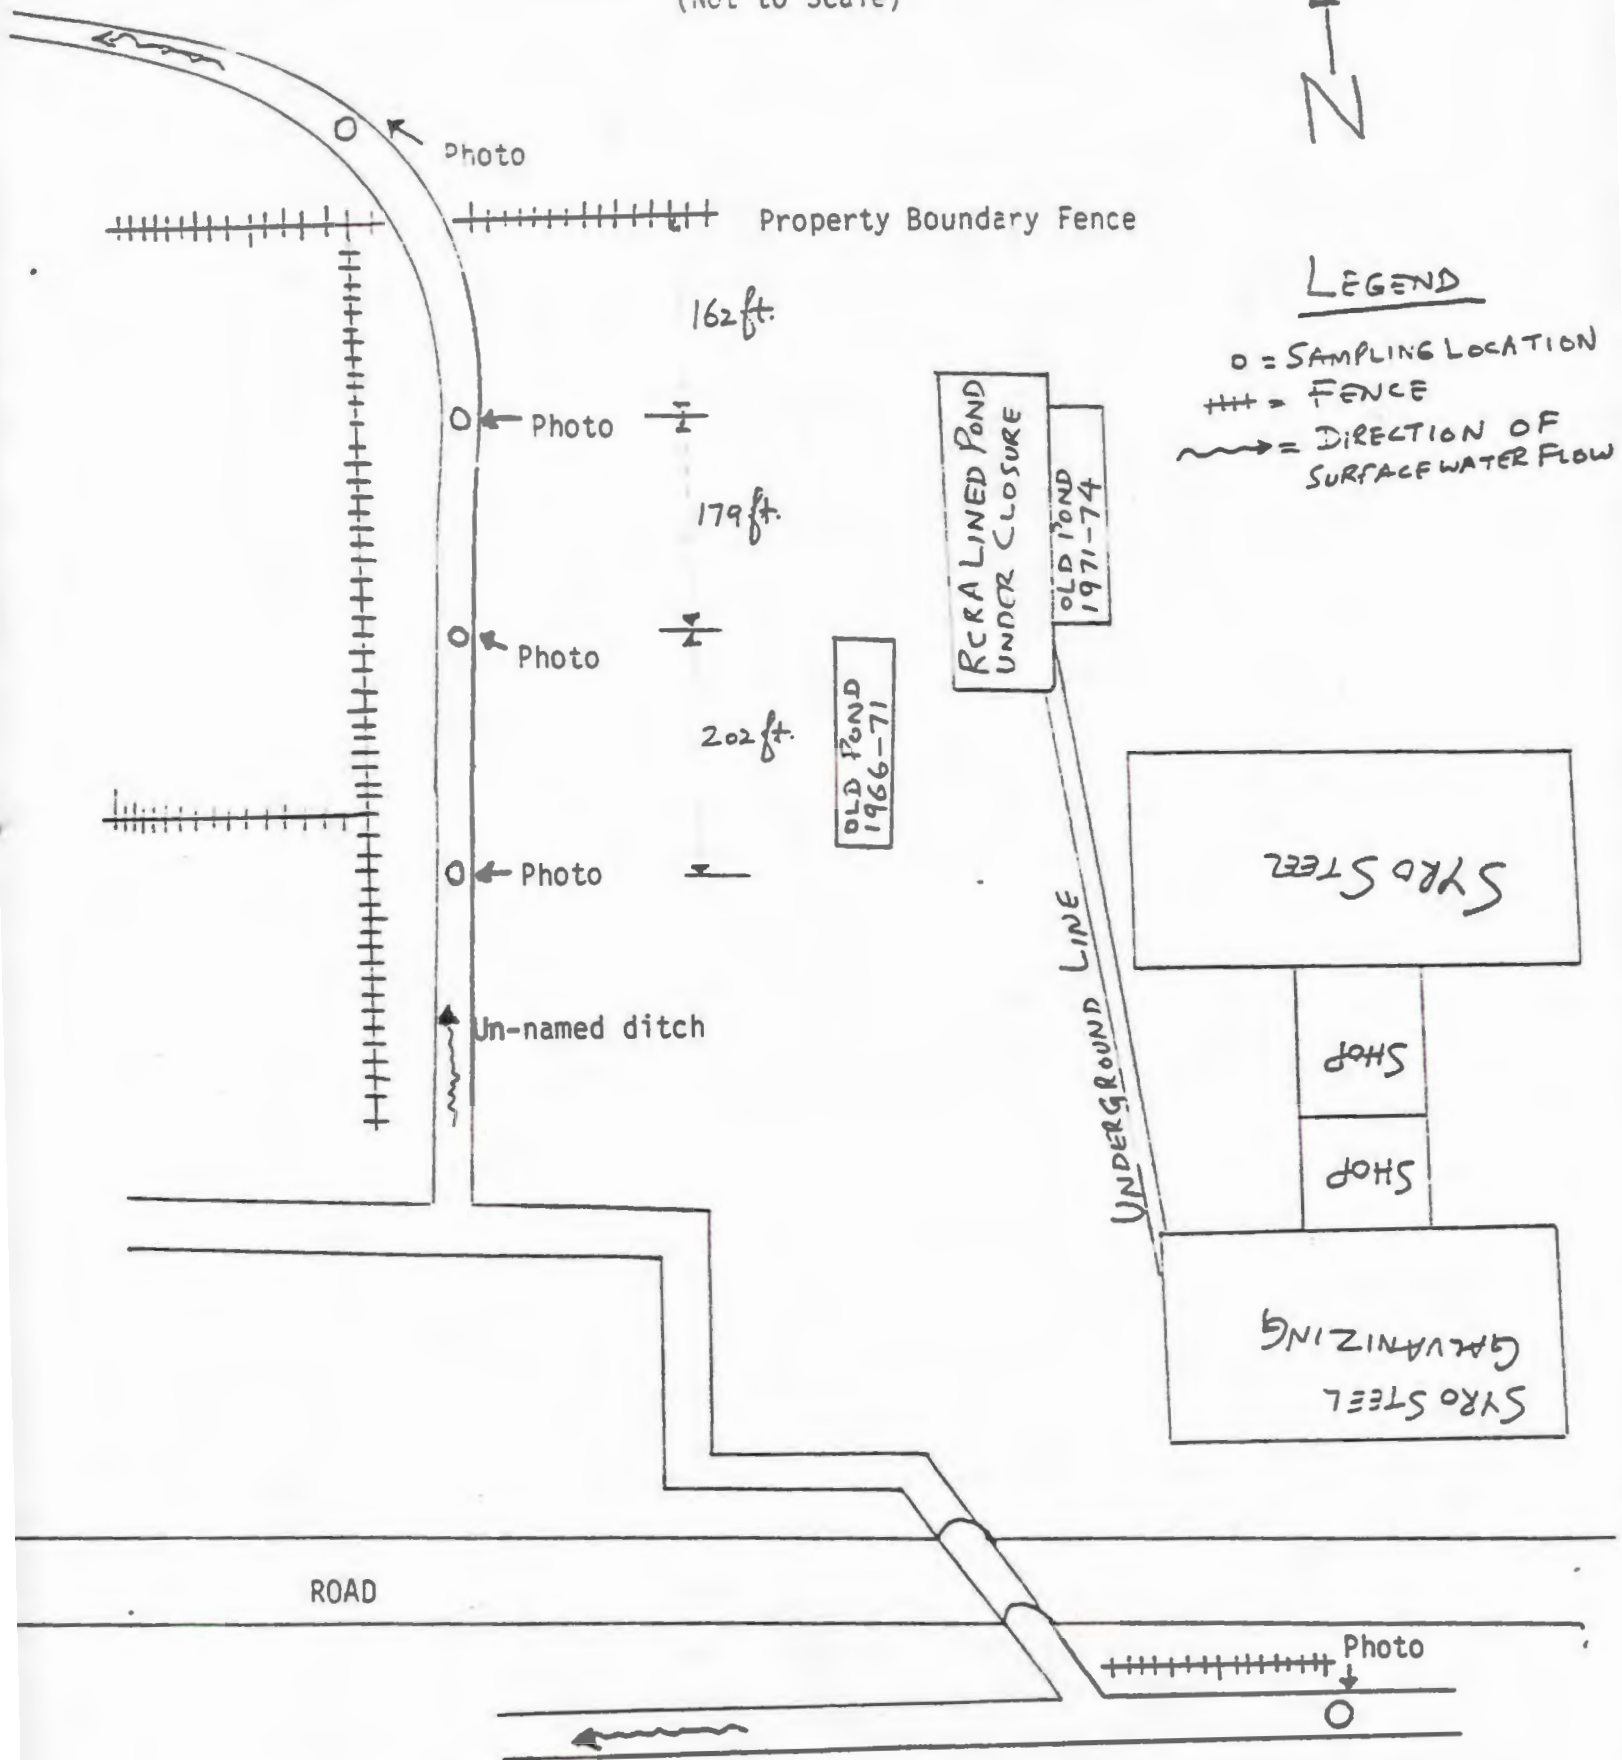 (Not to Scale)
N
Photo
Property Boundary Fence
LEGEND
o = SAMPLING LOCATION
= FENCE
= DIRECTION OF
SURFACE WATER FLOW
162 ft.
Photo
179 ft.
RCRA LINED POND
UNDER CLOSURE
OLD POND
1971-74
Photo
202 ft.
OLD POND
1966-71
Photo
SYRO STEEL
UNDERGROUND LINE
Un-named ditch
SHOP
SHOP
SYRO STEEL
GALVANIZING
ROAD
Photo